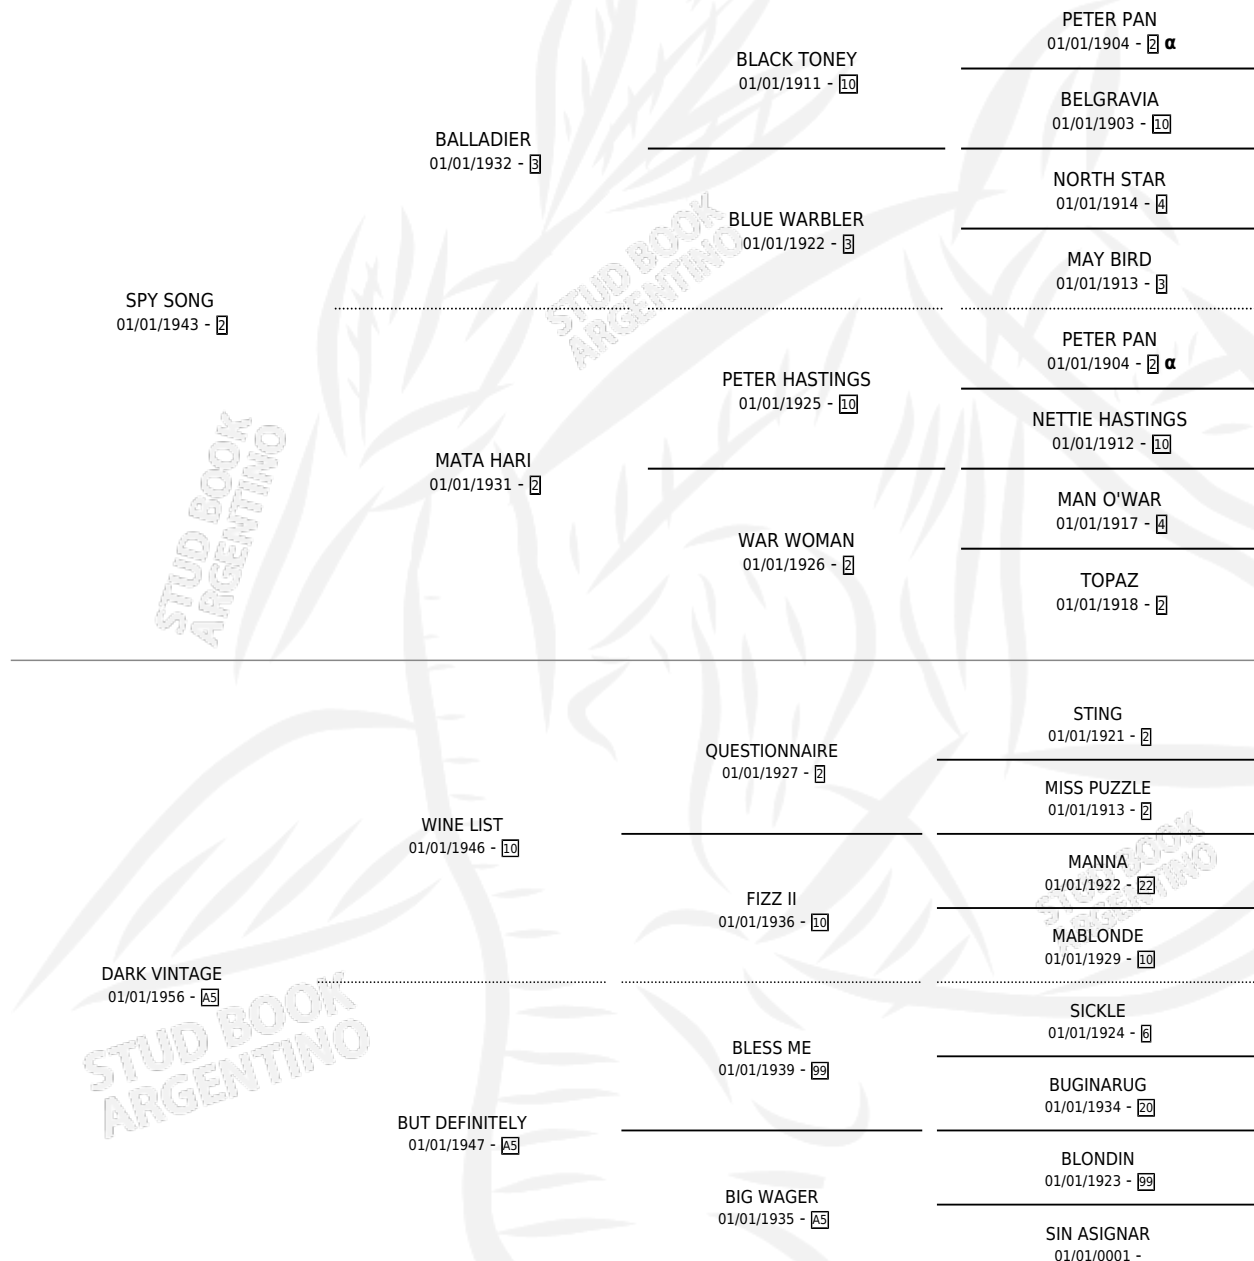 PETER PAN
01/01/1904 - 2 α
BLACK TONEY
01/01/1911 - 10
BELGRAVIA
01/01/1903 - 10
BALLADIER
01/01/1932 - 3
NORTH STAR
01/01/1914 - 4
BLUE WARBLER
01/01/1922 - 3
MAY BIRD
01/01/1913 - 3
SPY SONG
01/01/1943 - 2
PETER PAN
01/01/1904 - 2 α
PETER HASTINGS
01/01/1925 - 10
NETTIE HASTINGS
01/01/1912 - 10
MATA HARI
01/01/1931 - 2
MAN O'WAR
01/01/1917 - 4
WAR WOMAN
01/01/1926 - 2
TOPAZ
01/01/1918 - 2
STING
01/01/1921 - 2
QUESTIONNAIRE
01/01/1927 - 2
MISS PUZZLE
01/01/1913 - 2
WINE LIST
01/01/1946 - 10
MANNA
01/01/1922 - 22
FIZZ II
01/01/1936 - 10
MABLONDE
01/01/1929 - 10
DARK VINTAGE
01/01/1956 - A5
SICKLE
01/01/1924 - 6
BLESS ME
01/01/1939 - 99
BUGINARUG
01/01/1934 - 20
BUT DEFINITELY
01/01/1947 - A5
BLONDIN
01/01/1923 - 99
BIG WAGER
01/01/1935 - A5
SIN ASIGNAR
01/01/0001 -
STUD BOOK
ARGENTINO
STUD BOOK
ARGENTINO
STUD BOOK
ARGENTINO
STUD BOOK
ARGENTINO